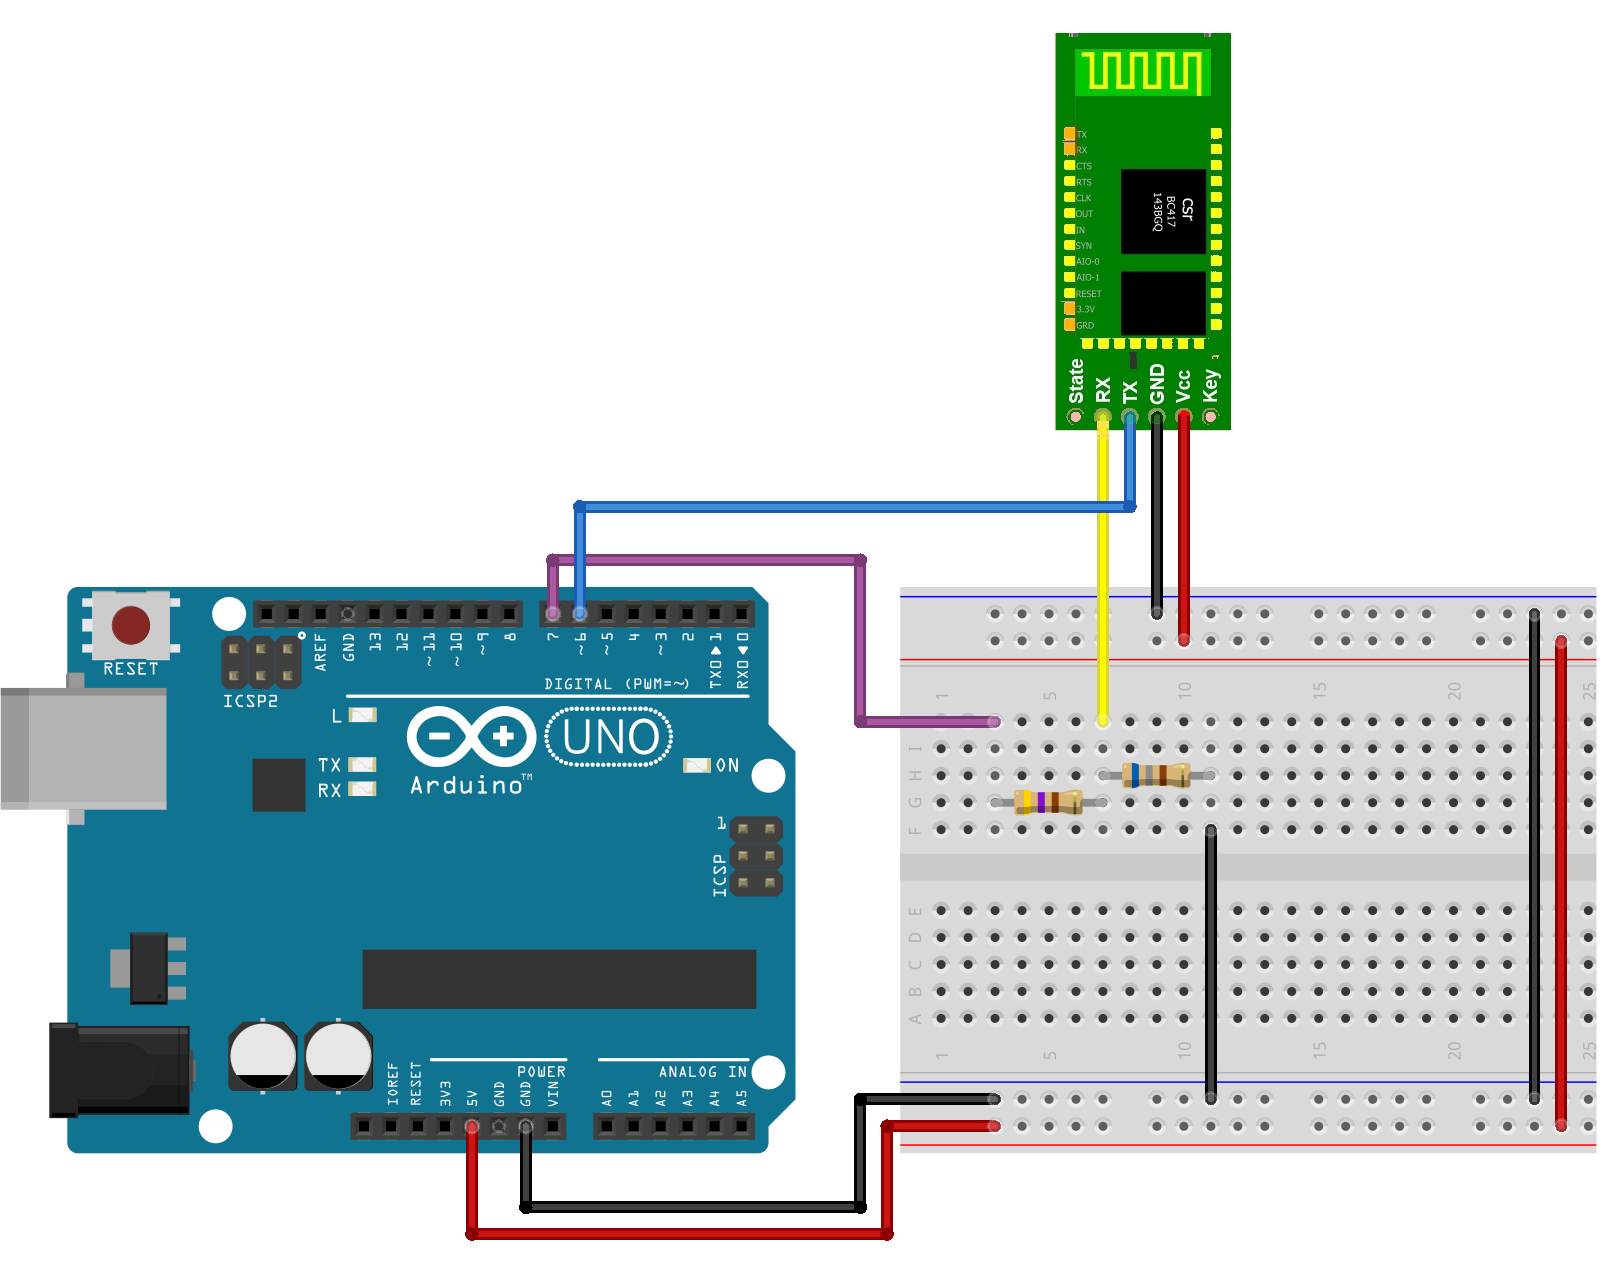 TX
RX
CTS
RTS
CLK
OUT
IN
SYN
AIO-0
AIO-1
RESET
3.3V
GRD
CSr
BC417
143BGQ
State
RX
TX
GND
Vcc
Key
RESET
ICSP2
AREF
GND
13
12
~11
~10
~9
8
7
~6
~5
4
~3
2
TX0▶1
RX0◀0
DIGITAL (PWM=~)
L
TX
RX
UNO
ON
Arduino™
1
ICSP
IOREF
RESET
3V3
5V
GND
GND
VIN
POWER
ANALOG IN
A0
A1
A2
A3
A4
A5
1 5 10 15 20 25
I
H
G
F
E
D
C
B
A
1 5 10 15 20 25